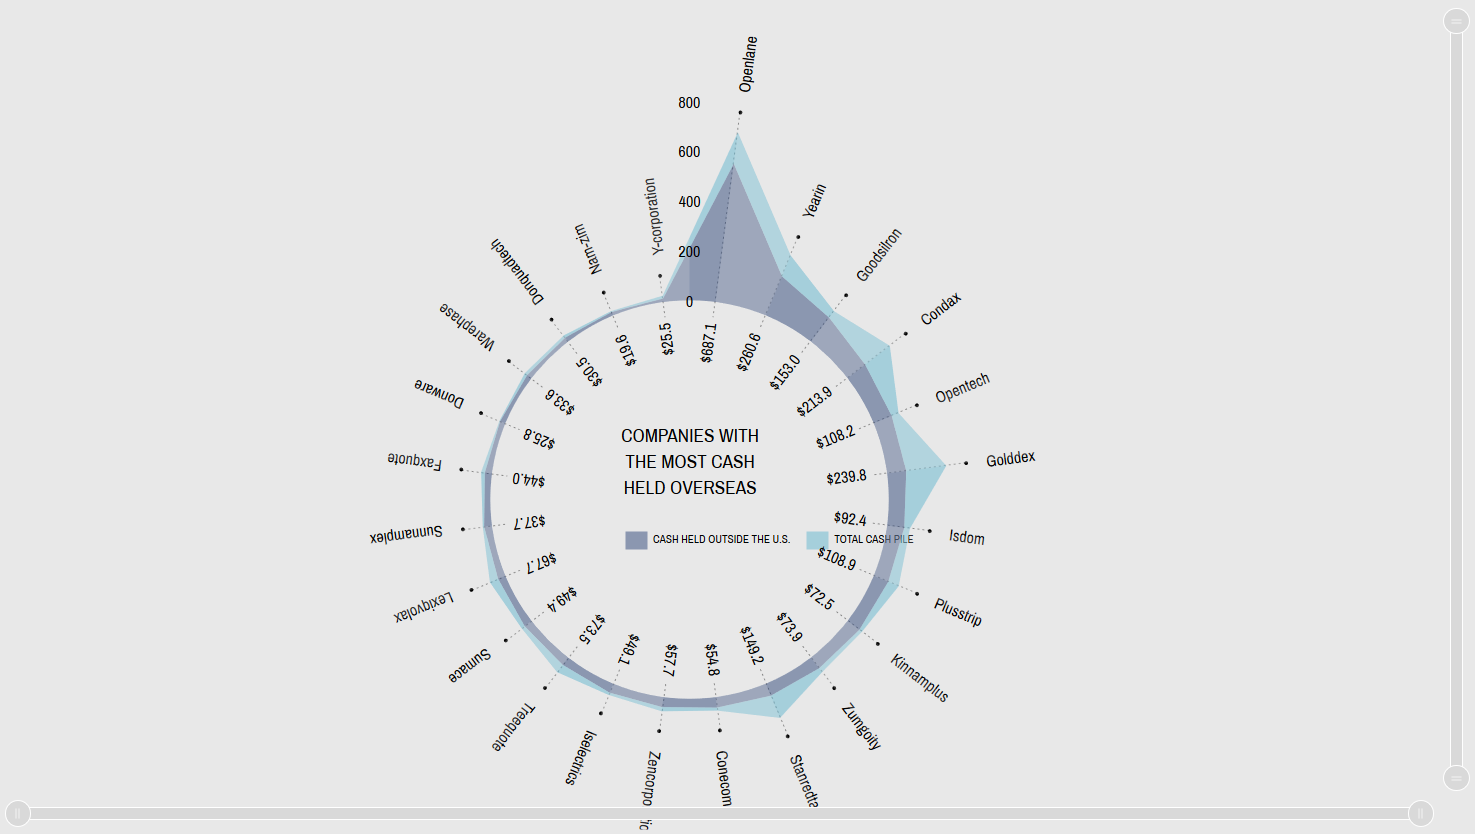 800
600
400
200
0
Openlane
Yearin
GoodsilRon
Condax
Opentech
Golddex
Isdom
Plusstrip
Kinnamplus
Zumgoity
Conecom
Iselectrics
Treequote
Sumace
Lexiqvolax
Sunnamplex
Faxquote
Donware
Warephase
Donquadtech
Nam-zim
Y-corporation
$687.1
$260.6
$153.0
$213.9
$108.2
$239.8
$92.4
$108.9
$72.5
$73.9
$149.2
$54.8
$57.7
$49.1
$73.5
$49.4
$67.7
$37.7
$44.0
$25.8
$33.6
$30.5
$19.6
$25.5
COMPANIES WITH
THE MOST CASH
HELD OVERSEAS
CASH HELD OUTSIDE THE U.S.
TOTAL CASH PILE